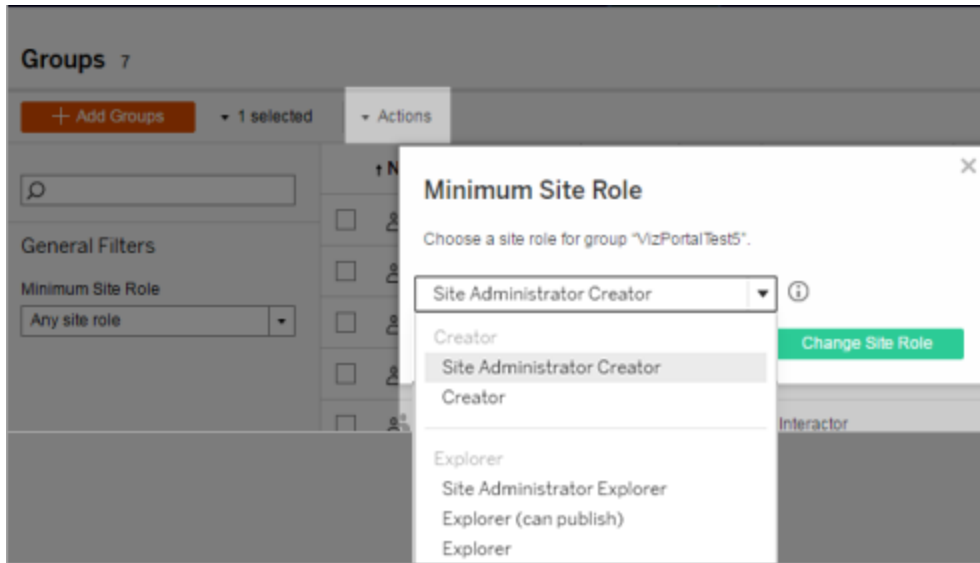 Groups 7
+ Add Groups
1 selected
Actions
↑ N
General Filters
Minimum Site Role
Any site role
Minimum Site Role
Choose a site role for group "VizPortalTest5".
Site Administrator Creator
Change Site Role
Creator
Site Administrator Creator
Creator
Interactor
Explorer
Site Administrator Explorer
Explorer (can publish)
Explorer